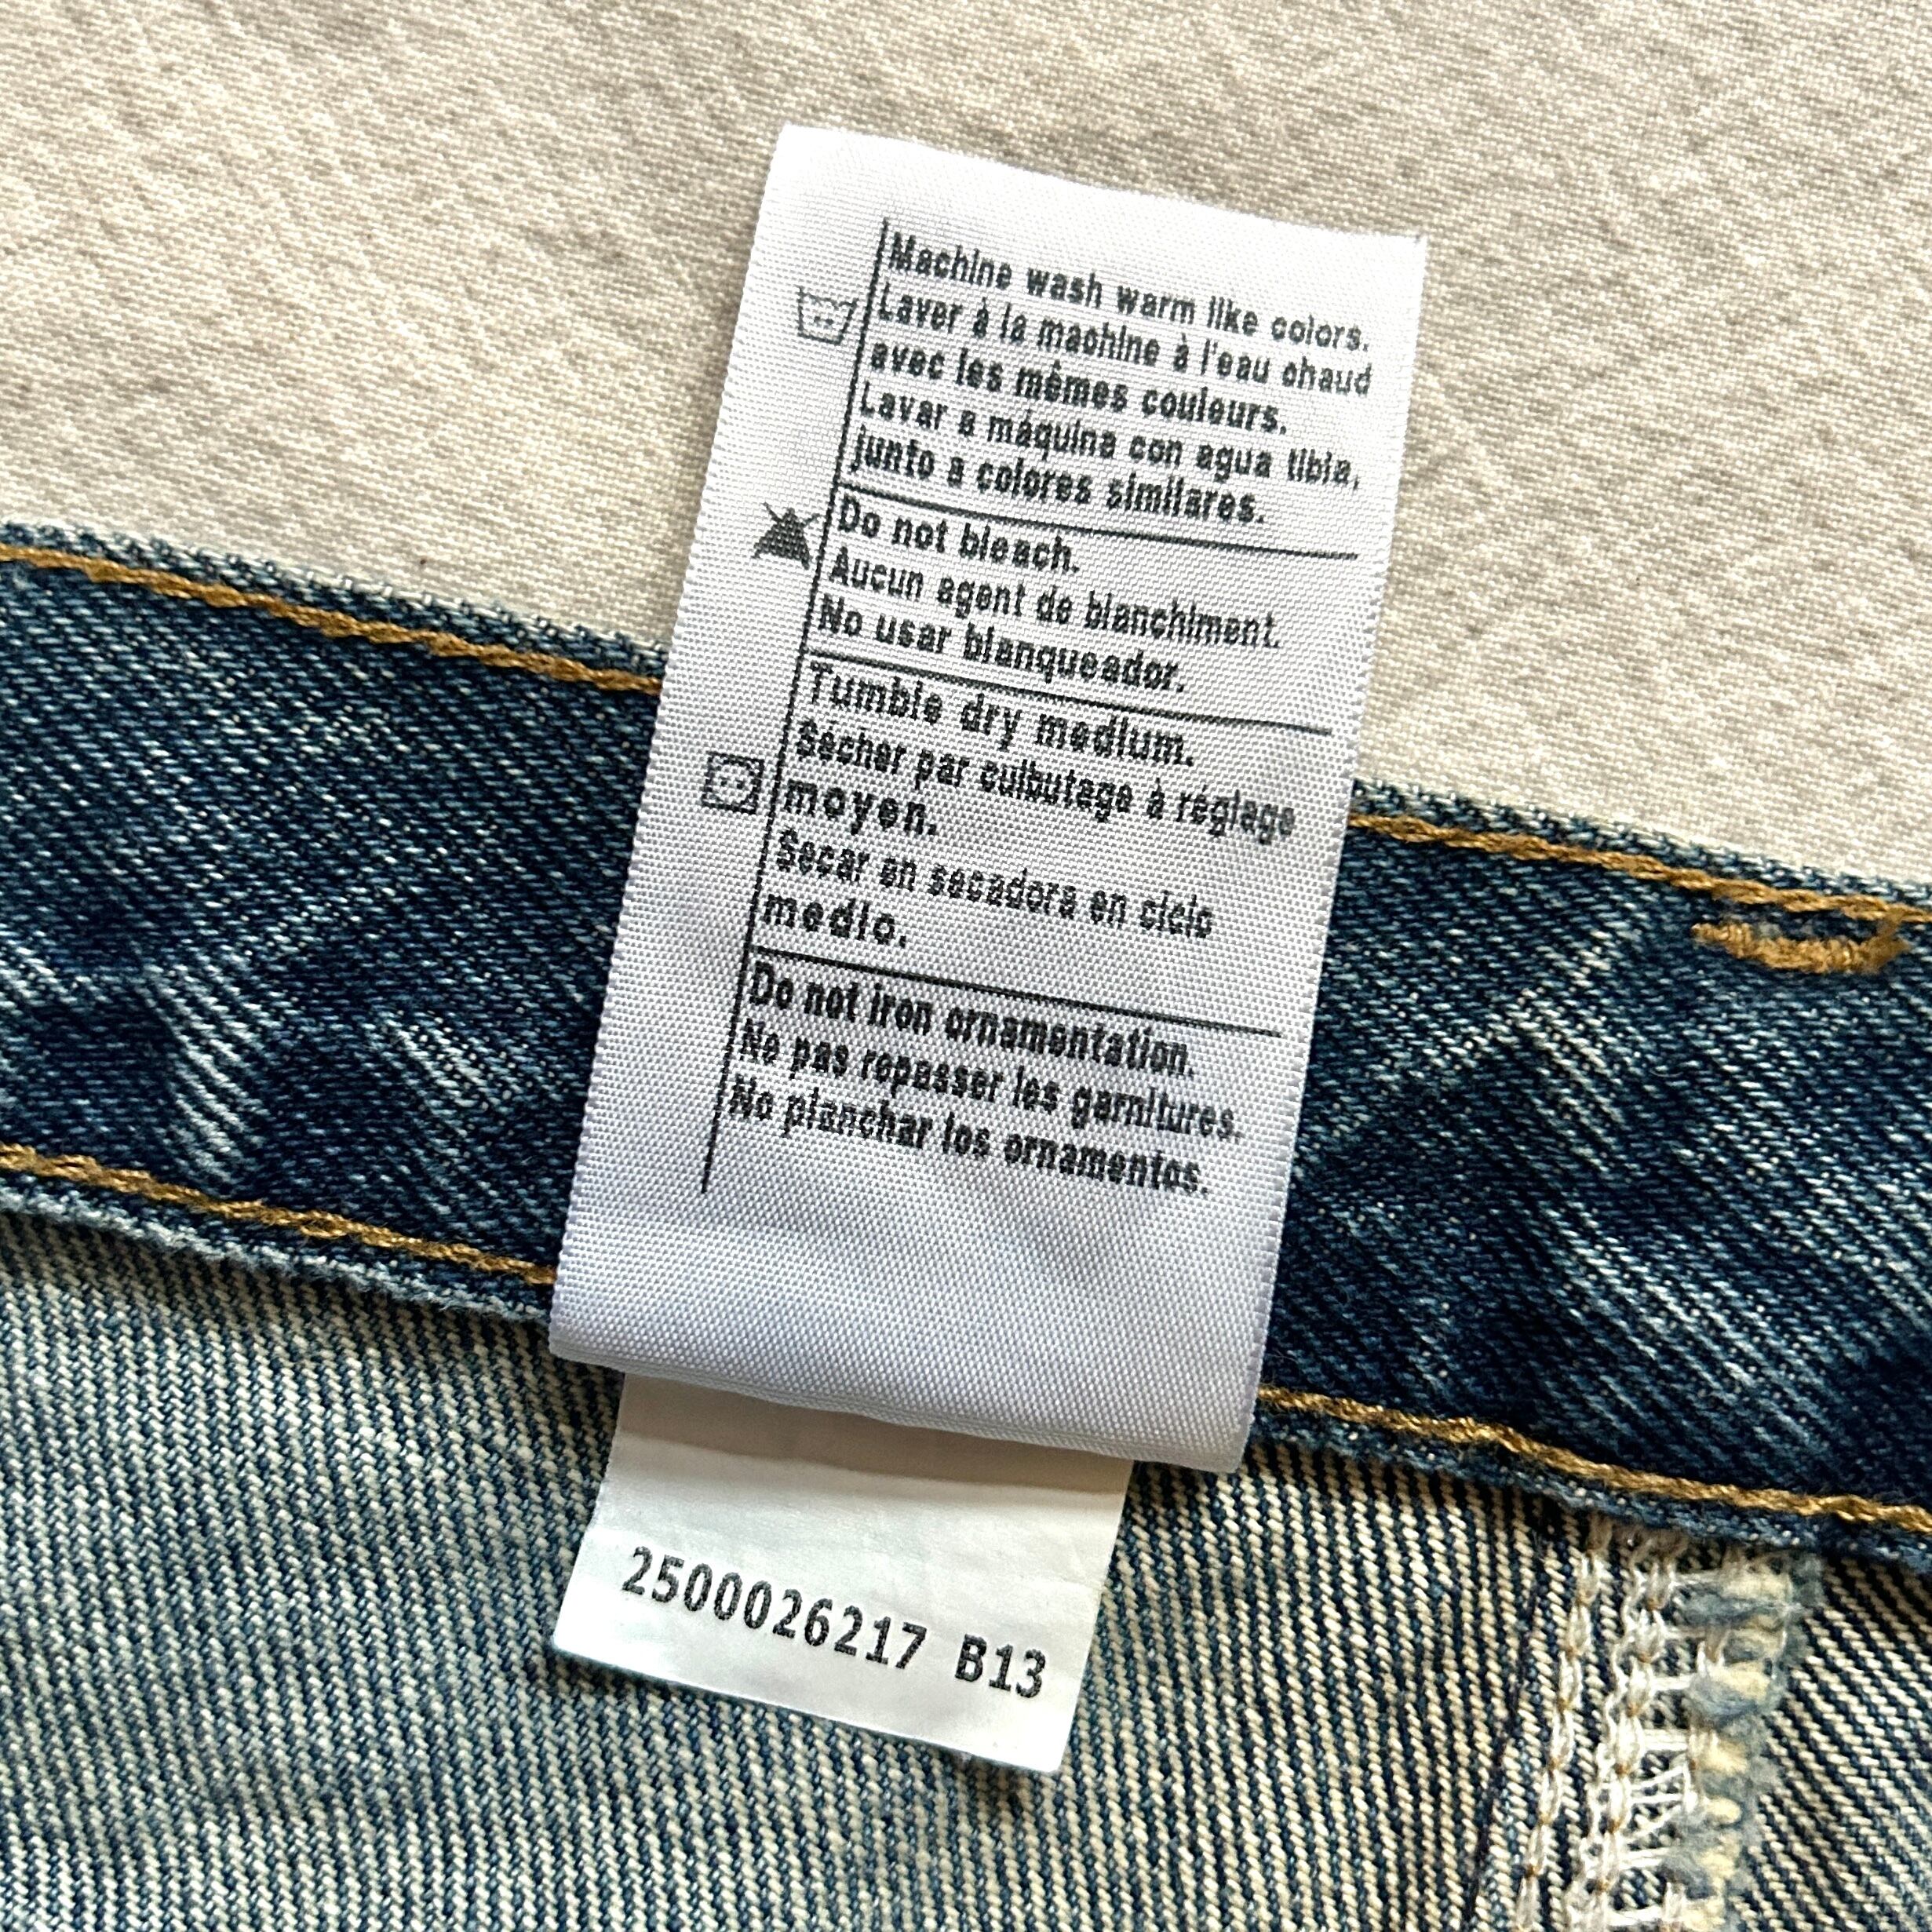 Machine wash warm like colors.
Laver à la machine à l'eau chaud
avec les mêmes couleurs.
Lavar a máquina con agua tibia,
junto a colores similares.
Do not bleach.
Aucun agent de blanchiment.
No usar blanqueador.
Tumble dry medium.
Sécher par culbutage à réglage
moyen.
Secar en secadora en ciclo
medio.
Do not iron ornamentation.
Ne pas repasser les garnitures.
No planchar los ornamentos.
2500026217 B13